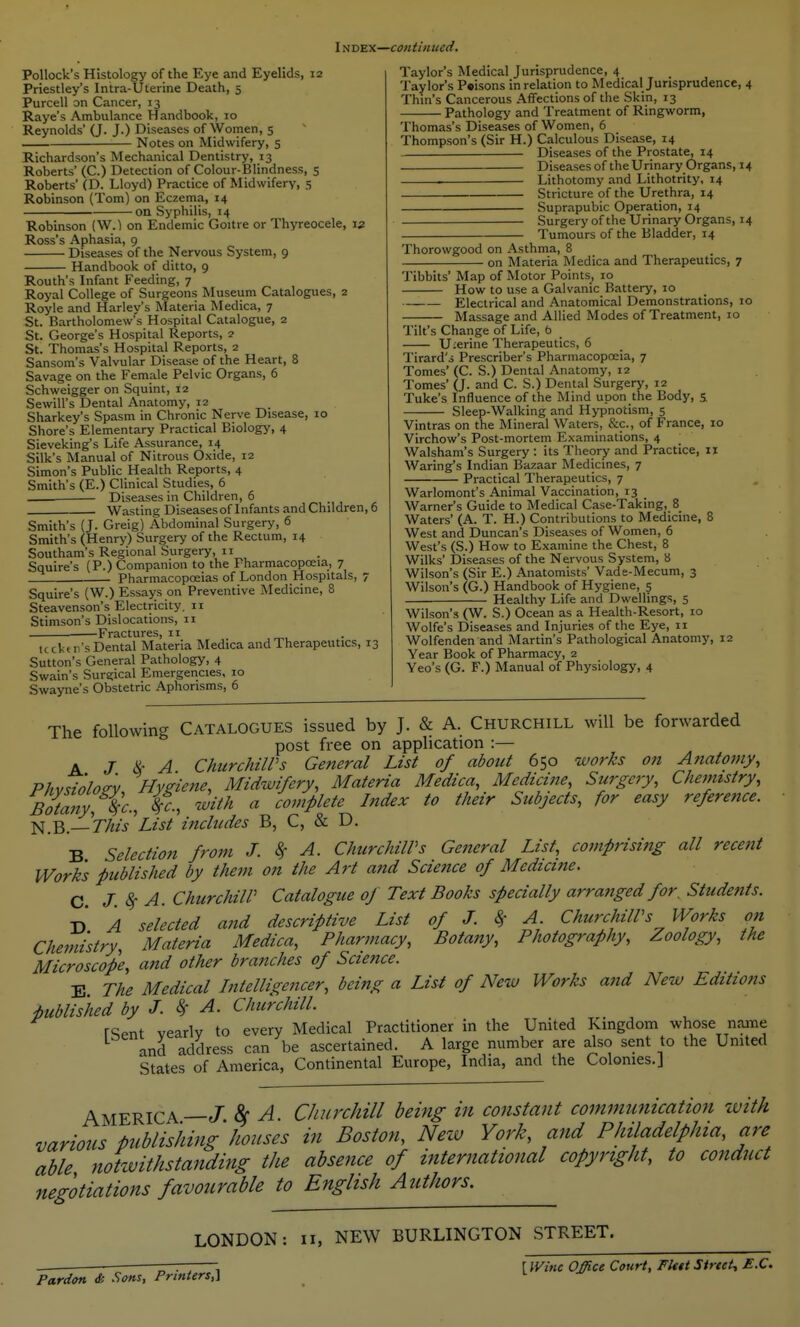 INDEX—continued.
Pollock's Histology of the Eye and Eyelids, 12
Priestley's Intra-Uterine Death, 5
Purcell on Cancer, 13
Raye's Ambulance Handbook, 10
Reynolds' (J. J.) Diseases of Women, 5
——— Notes on Midwifery, 5
Richardson's Mechanical Dentistry, 13
Roberts' (C.) Detection of Colour-Blindness, 5
Roberts' (D. Lloyd) Practice of Midwifery, 5
Robinson (Tom) on Eczema, 14
——— on Syphilis, 14
Robinson (W.) on Endemic Goitre or Thyreocele, 12
Ross's Aphasia, 9
——— Diseases of the Nervous System, 9
——— Handbook of ditto, 9
Routh's Infant Feeding, 7
Royal College of Surgeons Museum Catalogues, 2
Royle and Harley's Materia Medica, 7
St. Bartholomew's Hospital Catalogue, 2
St. George's Hospital Reports, 2
St. Thomas's Hospital Reports, 2
Sansom's Valvular Disease of the Heart, 8
Savage on the Female Pelvic Organs, 6
Schweigger on Squint, 12
Sewill's Dental Anatomy, 12
Sharkey's Spasm in Chronic Nerve Disease, 10
Shore's Elementary Practical Biology, 4
Sieveking's Life Assurance, 14
Silk's Manual of Nitrous Oxide, 12
Simon's Public Health Reports, 4
Smith's (E.) Clinical Studies, 6
——— Diseases in Children, 6
——— Wasting Diseases of Infants and Children, 6
Smith's (J. Greig) Abdominal Surgery, 6
Smith's (Henry) Surgery of the Rectum, 14
Southam's Regional Surgery, 11
Squire's (P.) Companion to the Pharmacopœia, 7
——— Pharmacopœias of London Hospitals, 7
Squire's (W.) Essays on Preventive Medicine, 8
Steavenson's Electricity, 11
Stimson's Dislocations, 11
——— Fractures, 11
tocken's Dental Materia Medica and Therapeutics, 13
Sutton's General Pathology, 4
Swain's Surgical Emergencies, 10
Swayne's Obstetric Aphorisms, 6
Taylor's Medical Jurisprudence, 4
Taylor's Poisons in relation to Medical Jurisprudence, 4
Thin's Cancerous Affections of the Skin, 13
——— Pathology and Treatment of Ringworm,
Thomas's Diseases of Women, 6
Thompson's (Sir H.) Calculous Disease, 14
——— Diseases of the Prostate, 14
——— Diseases of the Urinary Organs, 14
——— Lithotomy and Lithotrity, 14
——— Stricture of the Urethra, 14
——— Suprapubic Operation, 14
——— Surgery of the Urinary Organs, 14
——— Tumours of the Bladder, 14
Thorowgood on Asthma, 8
——— on Materia Medica and Therapeutics, 7
Tibbits' Map of Motor Points, 10
——— How to use a Galvanic Battery, 10
——— Electrical and Anatomical Demonstrations, 10
——— Massage and Allied Modes of Treatment, 10
Tilt's Change of Life, 6
——— Uterine Therapeutics, 6
Tirard's Prescriber's Pharmacopœia, 7
Tomes' (C. S.) Dental Anatomy, 12
Tomes' (J. and C. S.) Dental Surgery, 12
Tuke's Influence of the Mind upon the Body, 5
——— Sleep-Walking and Hypnotism, 5
Vintras on the Mineral Waters, &c., of France, 10
Virchow's Post-mortem Examinations, 4
Walsham's Surgery : its Theory and Practice, 11
Waring's Indian Bazaar Medicines, 7
——— Practical Therapeutics, 7
Warlomont's Animal Vaccination, 13
Warner's Guide to Medical Case-Taking, 8
Waters' (A. T. H.) Contributions to Medicine, 8
West and Duncan's Diseases of Women, 6
West's (S.) How to Examine the Chest, 8
Wilks' Diseases of the Nervous System, 8
Wilson's (Sir E.) Anatomists' Vade-Mecum, 3
Wilson's (G.) Handbook of Hygiene, 5
——— Healthy Life and Dwellings, 5
Wilson's (W. S.) Ocean as a Health-Resort, 10
Wolfe's Diseases and Injuries of the Eye, 11
Wolfenden and Martin's Pathological Anatomy, 12
Year Book of Pharmacy, 2
Yeo's (G. F.) Manual of Physiology, 4
The following CATALOGUES issued by J. & A. CHURCHILL will be forwarded
post free on application :—
A. J. & A. Churchill's General List of about 650 works on Anatomy,
Physiology, Hygiene, Midwifery, Materia Medica, Medicine, Surgery, Chemistry,
Botany, &c., &c., with a complete Index to their Subjects, for easy reference.
N.B.—This List includes B, C, & D.
B. Selection from J. & A. Churchill's General List, comprising all recent
Works published by them on the Art and Science of Medicine.
C. J. & A. Churchill' Catalogue of Text Books specially arranged for Students.
D. A selected and descriptive List of J. & A. Churchill's Works on
Chemistry, Materia Medica, Pharmacy, Botany, Photography, Zoology, the
Microscope, and other branches of Science.
E. The Medical Intelligencer, being a List of New Works and New Editions
published by J. & A. Churchill.
[Sent yearly to every Medical Practitioner in the United Kingdom whose name
and address can be ascertained. A large number are also sent to the United
States of America, Continental Europe, India, and the Colonies.]
AMERICA.—J. & A. Churchill being in constant communication with
various publishing houses in Boston, New York, and Philadelphia, are
able, notwithstanding the absence of international copyright, to conduct
negotiations favourable to English Authors.
LONDON: 11, NEW BURLINGTON STREET.
Pardon & Sons, Printers,]
[Wine Office Court, Fleet Street, E.C.